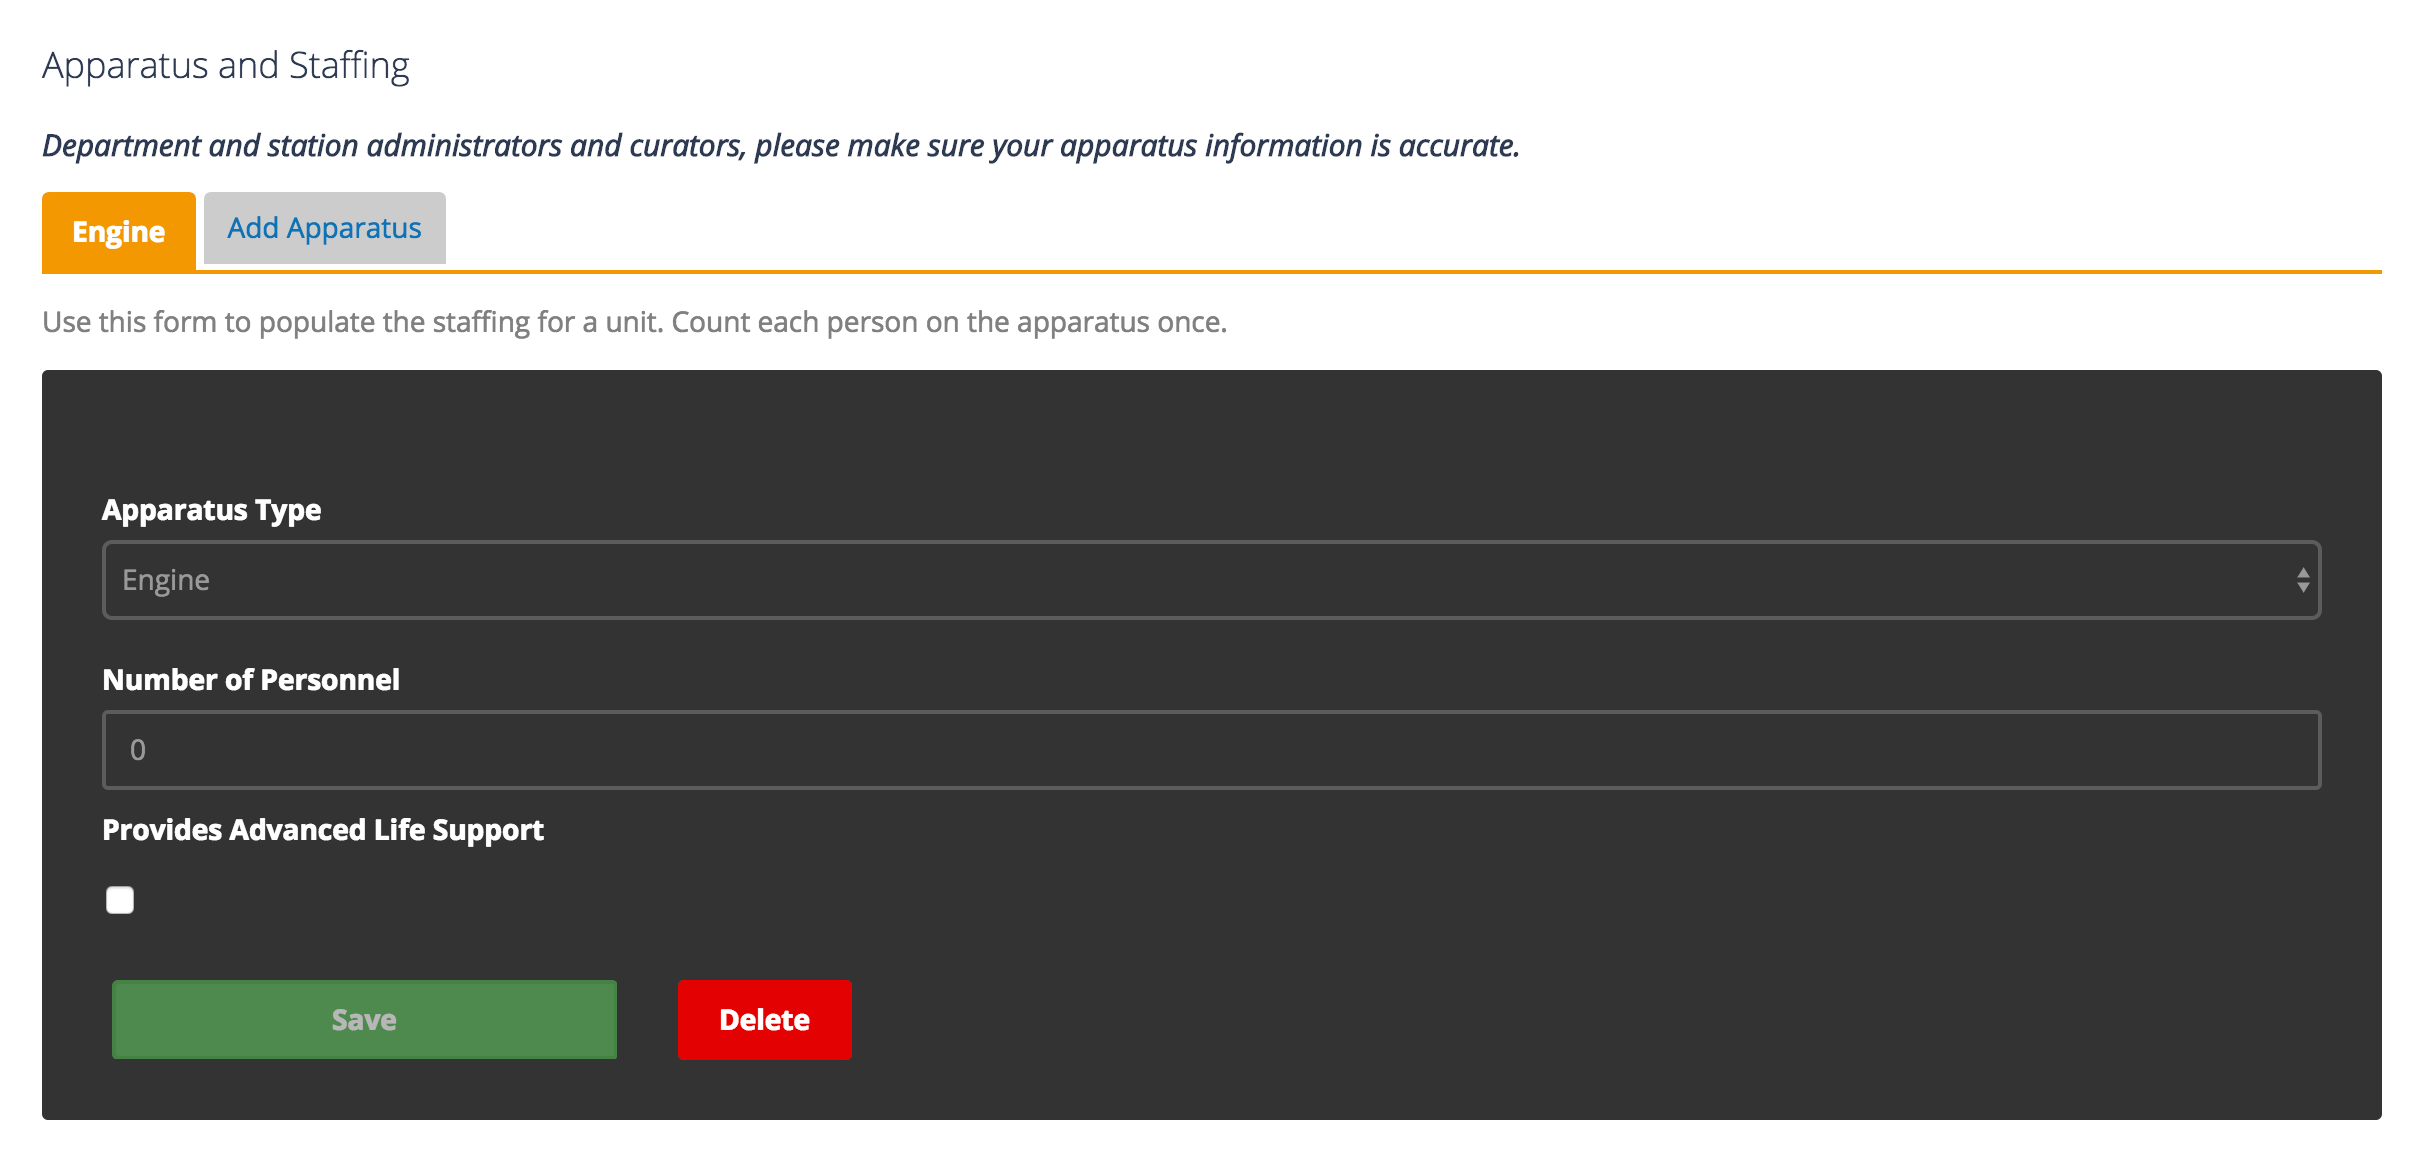 Apparatus and Staffing
Department and station administrators and curators, please make sure your apparatus information is accurate.
Engine
Add Apparatus
Use this form to populate the staffing for a unit. Count each person on the apparatus once.
Apparatus Type
Engine
Number of Personnel
0
Provides Advanced Life Support
Save
Delete